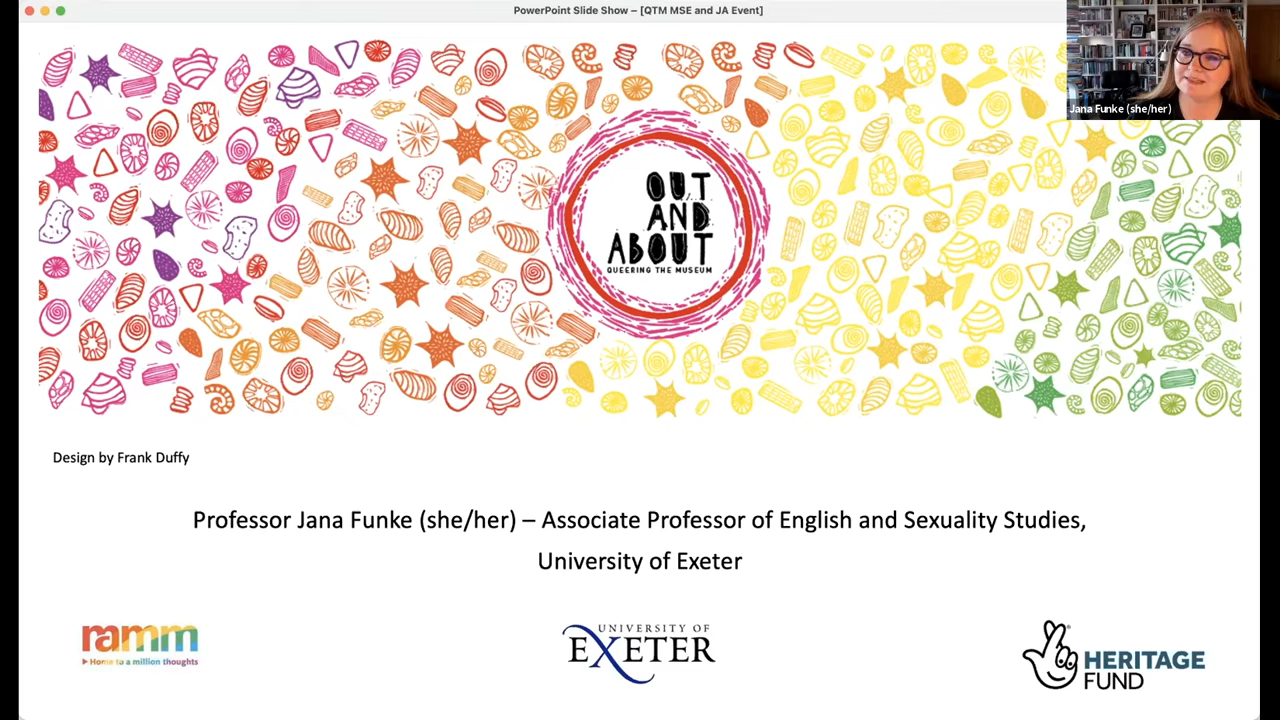 PowerPoint Slide Show – [QTM MSE and JA Event]
Jana Funke (she/her)
OUT
AND
ABOUT
QUEERING THE MUSEUM
Design by Frank Duffy
Professor Jana Funke (she/her) – Associate Professor of English and Sexuality Studies,
University of Exeter
ramm
Home to a million thoughts
UNIVERSITY OF
EXETER
HERITAGE
FUND